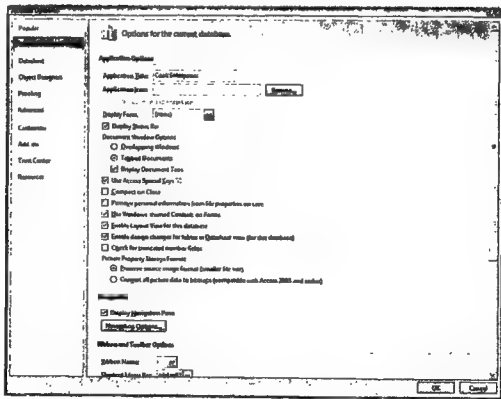 Popular
Datasheet
Object Designers
Proofing
Advanced
Customize
Add-ins
Trust Center
Resources
Options for the current database.
Application Options
Application Title:
Application Icon:
Browse...
Display Form: (none)
Display Status Bar
Document Window Options
Overlapping Windows
Tabbed Documents
Display Document Tabs
Use Access Special Keys
Compact on Close
Remove personal information from file properties on save
Use Windows-themed Controls on Forms
Enable Layout View for this database
Enable design changes for tables in Datasheet view (for this database)
Check for truncated number fields
Picture Property Storage Format
Preserve source image format (smaller file size)
Convert all picture data to bitmaps (compatible with Access 2003 and earlier)
Navigation
Display Navigation Pane
Navigation Options...
Ribbon and Toolbar Options
Ribbon Name:
Shortcut Menu Bar:
OK
Cancel